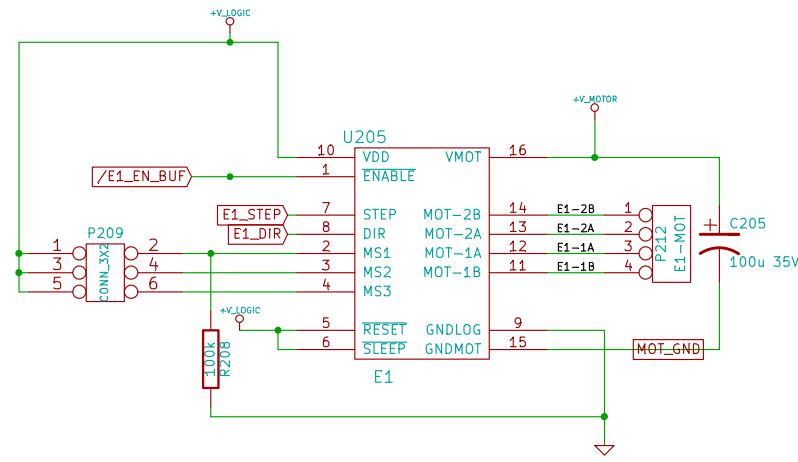 +V_LOGIC
U205
+V_MOTOR
10 VDD VMOT 16
/E1_EN_BUF 1 ENABLE
E1_STEP 7 STEP MOT-2B 14 E1-2B 1
E1_DIR 8 DIR MOT-2A 13 E1-2A 2
P209
1 2 2 MS1 MOT-1A 12 E1-1A 3
3 4 3 MS2 MOT-1B 11 E1-1B 4
5 6 4 MS3
CONN_3X2
P212
E1-MOT
C205
100u 35V
+V_LOGIC
5 RESET GNDLOG 9
6 SLEEP GNDMOT 15 MOT_GND
100k
R208
E1